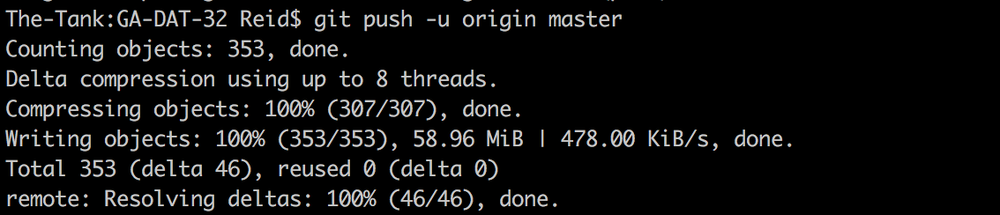 The-Tank:GA-DAT-32 Reid$ git push -u origin master
Counting objects: 353, done.
Delta compression using up to 8 threads.
Compressing objects: 100% (307/307), done.
Writing objects: 100% (353/353), 58.96 MiB | 478.00 KiB/s, done.
Total 353 (delta 46), reused 0 (delta 0)
remote: Resolving deltas: 100% (46/46), done.